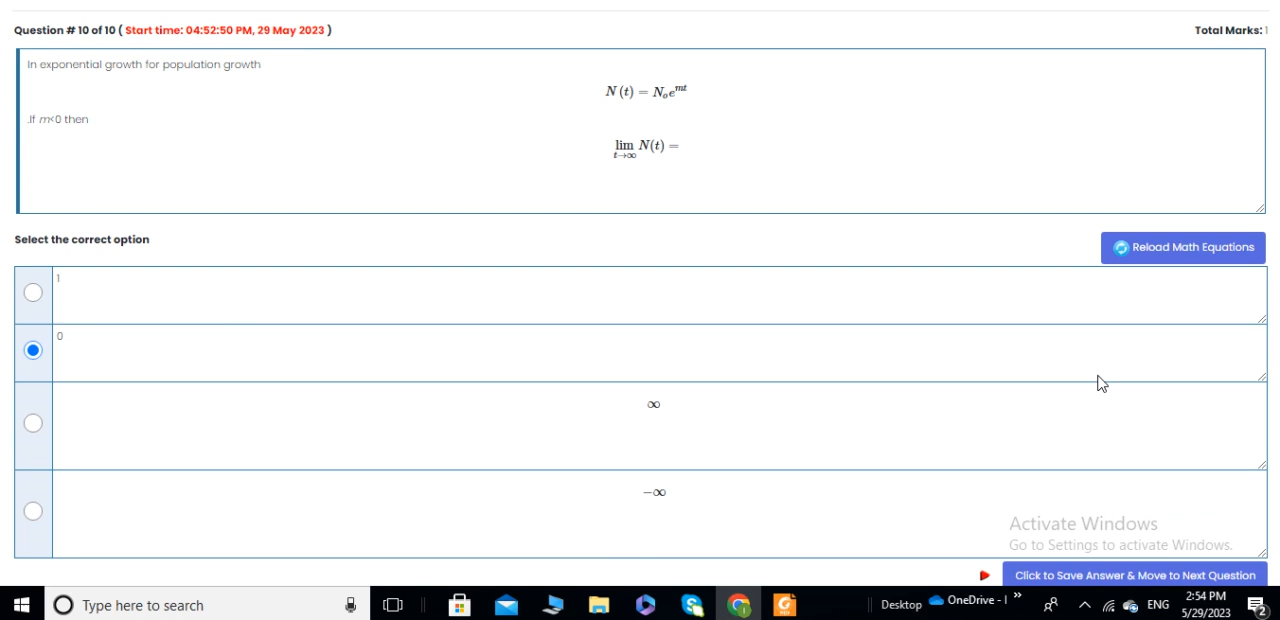 Question # 10 of 10 ( Start time: 04:52:50 PM, 29 May 2023 )
Total Marks: 1
In exponential growth for population growth
N (t) = Nₒeᵐᵗ
.If m<0 then
lim N(t) =
t→∞
Select the correct option
Reload Math Equations
1
0
∞
−∞
Activate Windows
Go to Settings to activate Windows.
Click to Save Answer & Move to Next Question
Type here to search
Desktop
OneDrive - I
»
ENG
2:54 PM
5/29/2023
2